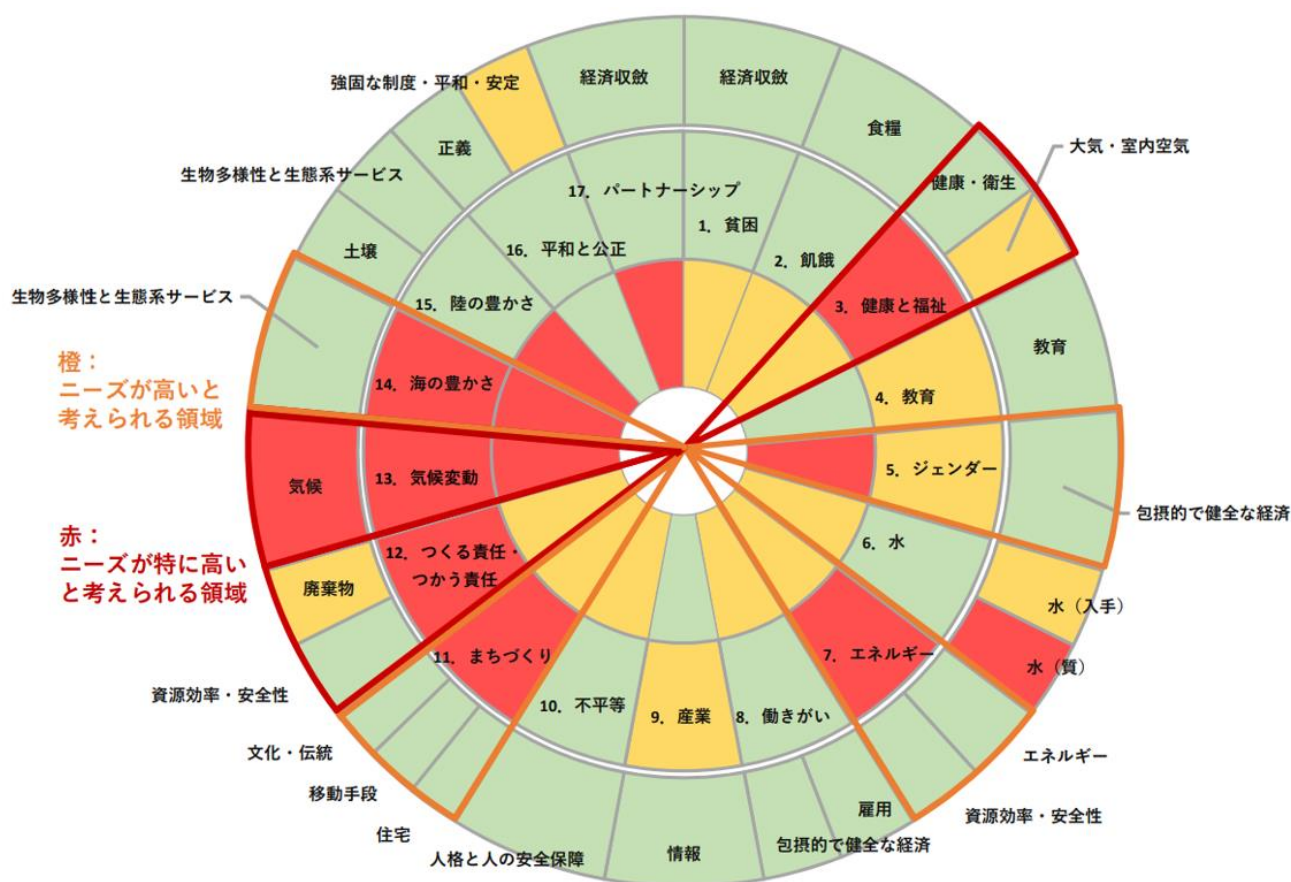 強固な制度・平和・安定
経済収斂
経済収斂
食糧
大気・室内空気
健康・衛生
正義
生物多様性と生態系サービス
土壌
生物多様性と生態系サービス
17. パートナーシップ
1. 貧困
16. 平和と公正
2. 飢餓
15. 陸の豊かさ
3. 健康と福祉
教育
橙:
ニーズが高いと
考えられる領域
14. 海の豊かさ
4. 教育
気候
13. 気候変動
5. ジェンダー
包摂的で健全な経済
赤:
ニーズが特に高い
と考えられる領域
12. つくる責任・
つかう責任
6. 水
廃棄物
水(入手)
水(質)
11. まちづくり
7. エネルギー
資源効率・安全性
10. 不平等
9. 産業
8. 働きがい
文化・伝統
エネルギー
移動手段
資源効率・安全性
住宅
雇用
人格と人の安全保障
情報
包摂的で健全な経済